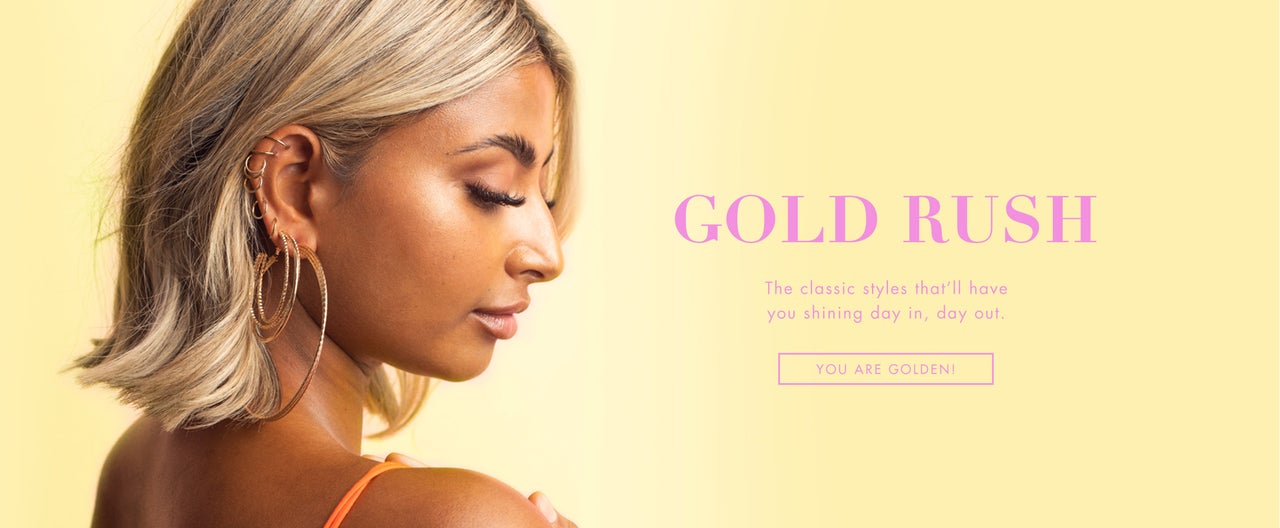 GOLD RUSH
The classic styles that'll have
you shining day in, day out.
YOU ARE GOLDEN!